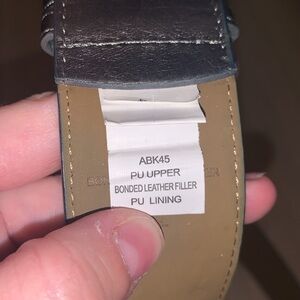 ABK45
PU UPPER
BONDED LEATHER FILLER
PU LINING